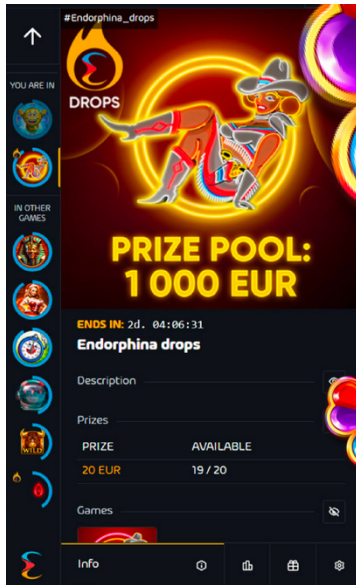 #Endorphina_drops
DROPS
YOU ARE IN
IN OTHER
GAMES
WILD
PRIZE POOL:
1 000 EUR
ENDS IN: 2d. 04:06:31
Endorphina drops
Description
Prizes
PRIZE AVAILABLE
20 EUR 19 / 20
Games
Info